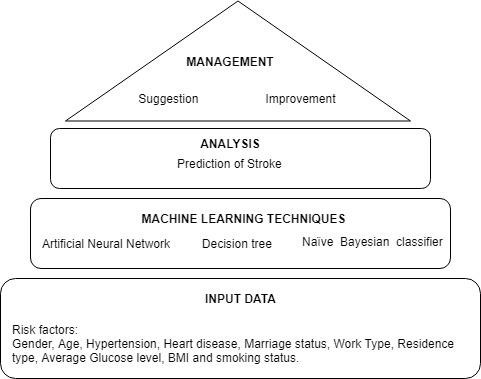 MANAGEMENT
Suggestion Improvement
ANALYSIS
Prediction of Stroke
MACHINE LEARNING TECHNIQUES
Artificial Neural Network Decision tree Naïve Bayesian classifier
INPUT DATA
Risk factors:
Gender, Age, Hypertension, Heart disease, Marriage status, Work Type, Residence
type, Average Glucose level, BMI and smoking status.